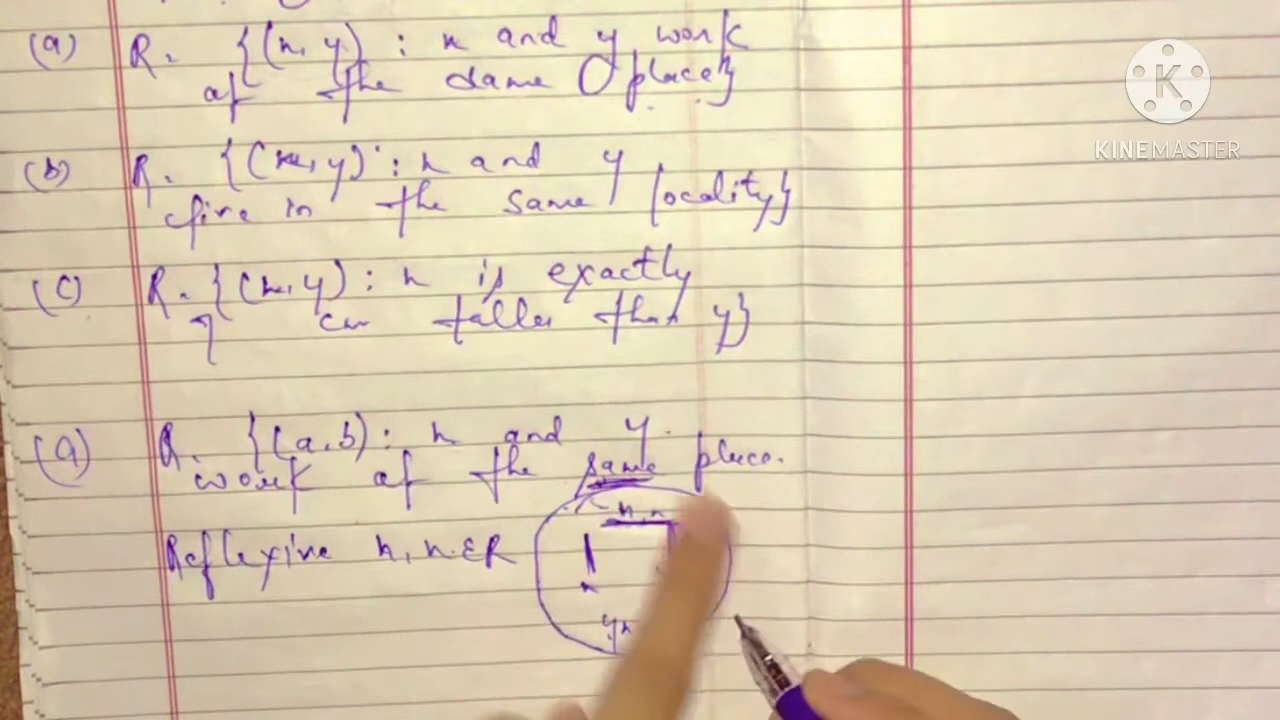 (a) R. {(x, y) : x and y work
at the same place}
K
KINEMASTER
(b) R. {(x, y) : x and y
live in the same locality}
(c) R. {(x, y) : x is exactly
7 cm taller than y}
(a) R. {(a, b) : x and y
work at the same place.
x, x
Reflexive x, x ∈ R
x
yx